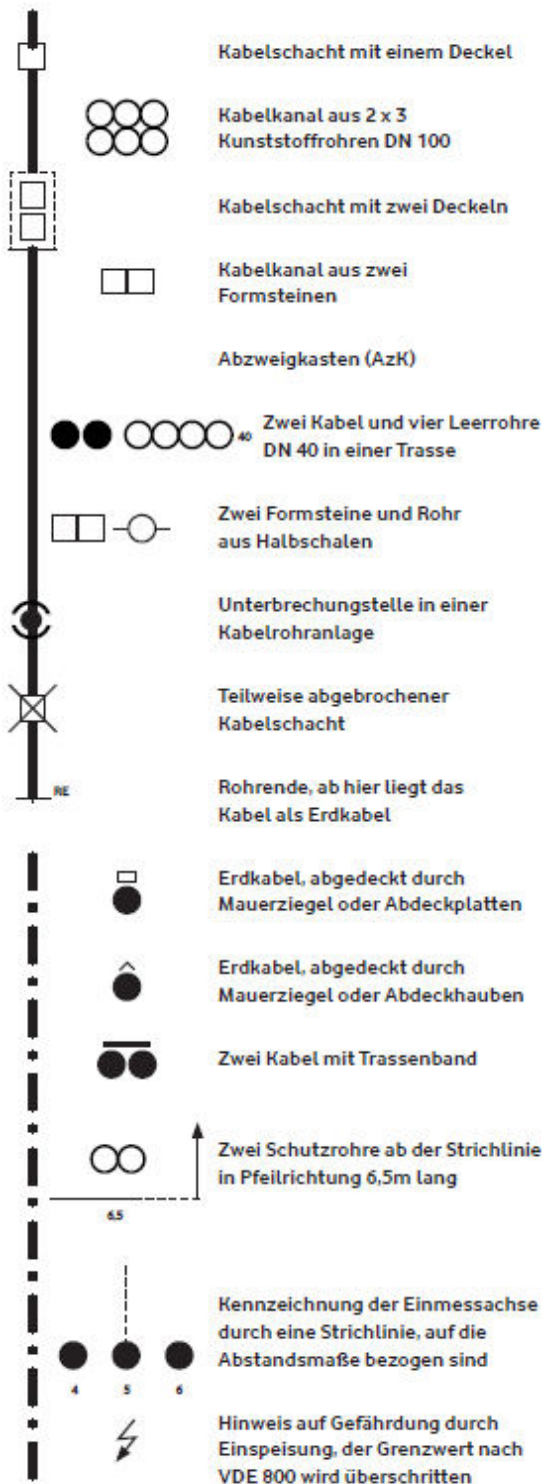 Kabelschacht mit einem Deckel
Kabelkanal aus 2 x 3
Kunststoffrohren DN 100
Kabelschacht mit zwei Deckeln
Kabelkanal aus zwei
Formsteinen
Abzweigkasten (AzK)
40 Zwei Kabel und vier Leerrohre
DN 40 in einer Trasse
Zwei Formsteine und Rohr
aus Halbschalen
Unterbrechungstelle in einer
Kabelrohranlage
Teilweise abgebrochener
Kabelschacht
RE
Rohrende, ab hier liegt das
Kabel als Erdkabel
Erdkabel, abgedeckt durch
Mauerziegel oder Abdeckplatten
Erdkabel, abgedeckt durch
Mauerziegel oder Abdeckhauben
Zwei Kabel mit Trassenband
Zwei Schutzrohre ab der Strichlinie
in Pfeilrichtung 6,5m lang
6,5
Kennzeichnung der Einmessachse
durch eine Strichlinie, auf die
Abstandsmaße bezogen sind
4 5 6
Hinweis auf Gefährdung durch
Einspeisung, der Grenzwert nach
VDE 800 wird überschritten